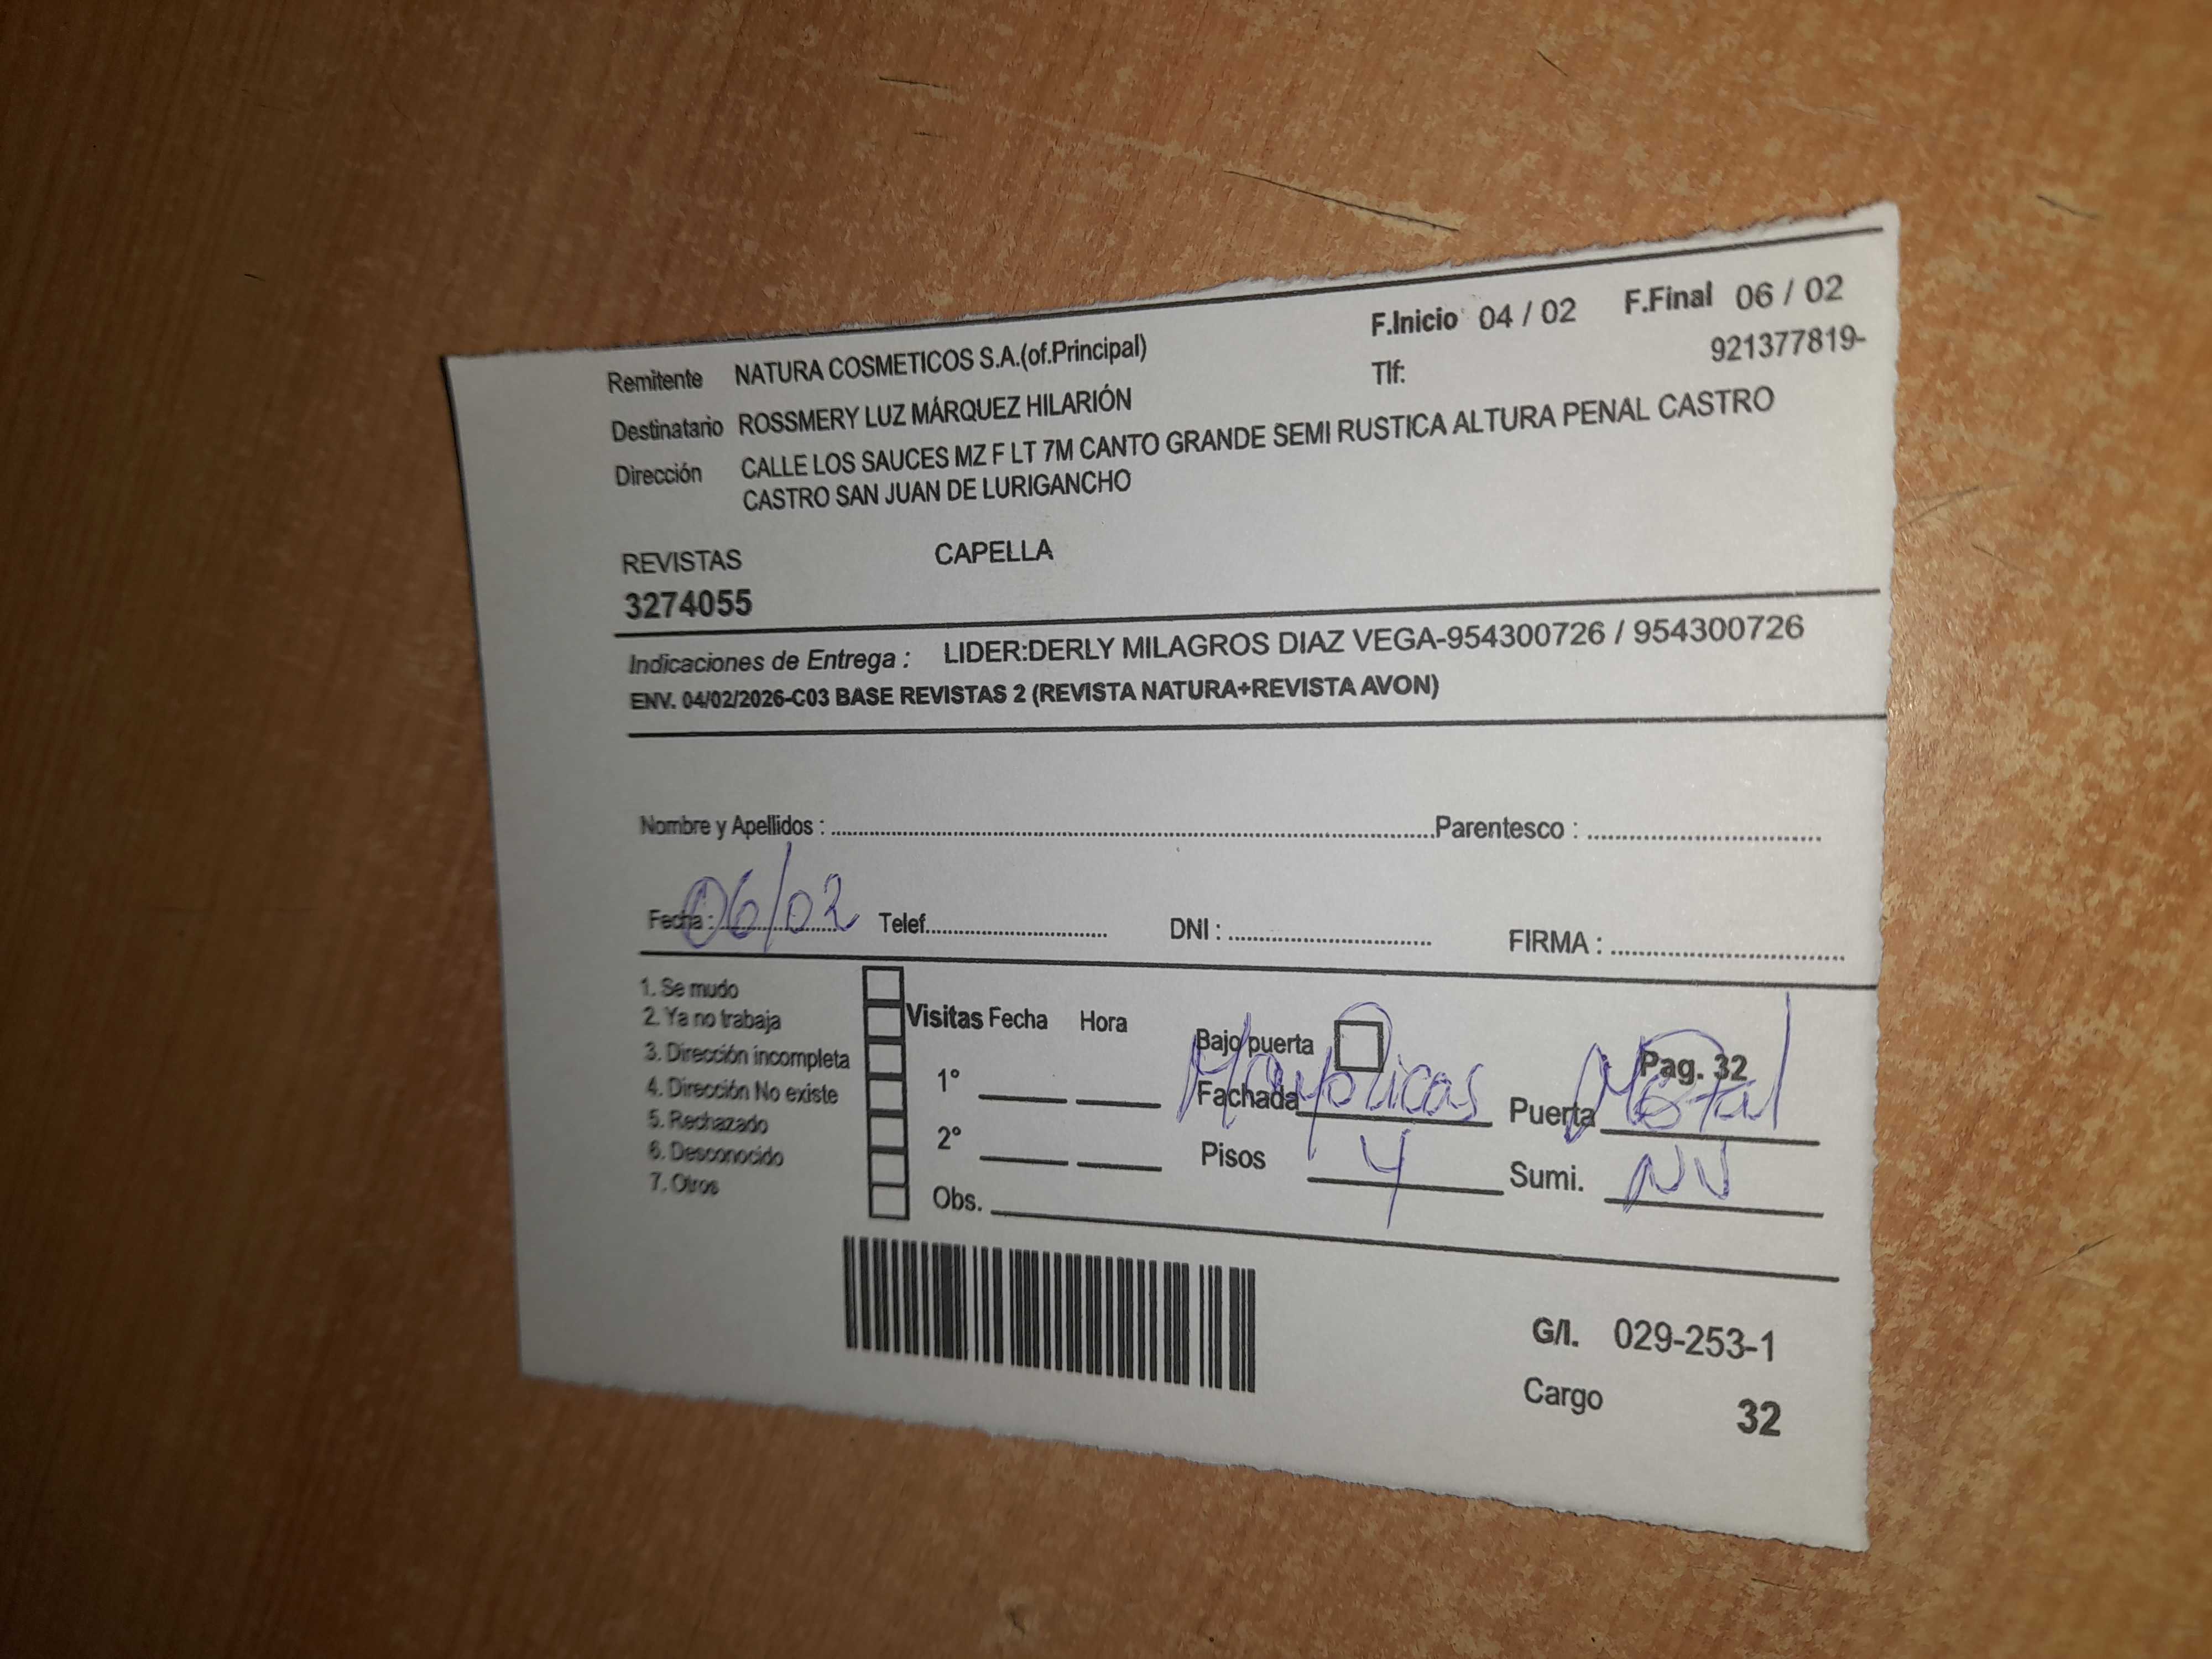 F.Inicio 04 / 02 F.Final 06 / 02
Remitente NATURA COSMETICOS S.A.(of.Principal) Tlf: 921377819-
Destinatario ROSSMERY LUZ MÁRQUEZ HILARIÓN
Dirección CALLE LOS SAUCES MZ F LT 7M CANTO GRANDE SEMI RUSTICA ALTURA PENAL CASTRO
CASTRO SAN JUAN DE LURIGANCHO
REVISTAS CAPELLA
3274055
Indicaciones de Entrega : LIDER:DERLY MILAGROS DIAZ VEGA-954300726 / 954300726
ENV. 04/02/2026-C03 BASE REVISTAS 2 (REVISTA NATURA+REVISTA AVON)
Nombre y Apellidos : Parentesco :
Fecha : 06/02 Telef. DNI : FIRMA :
1. Se mudo
2. Ya no trabaja Visitas Fecha Hora Bajo puerta Pag. 32
3. Dirección incompleta
4. Dirección No existe 1° Fachada Mayolicas Puerta Metal
5. Rechazado
6. Desconocido 2° Pisos 4 Sumi. NV
7. Otros Obs.
G/I. 029-253-1
Cargo 32